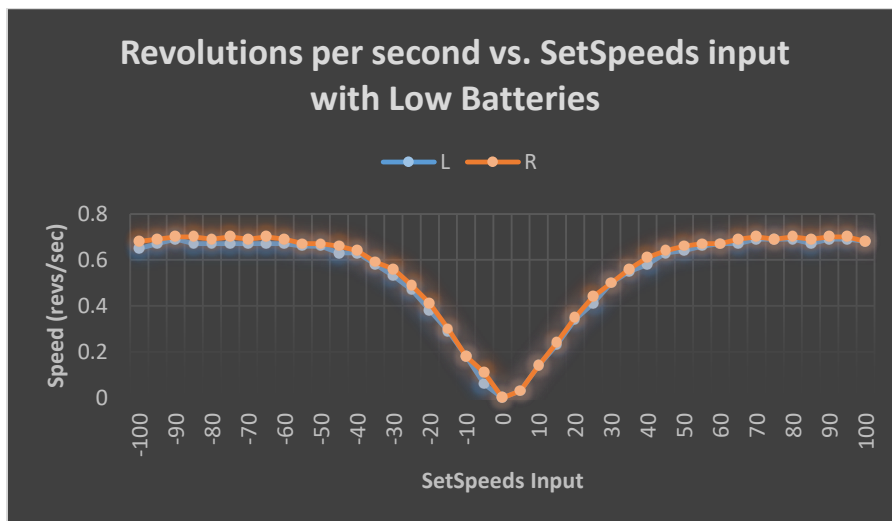 Revolutions per second vs. SetSpeeds input
with Low Batteries
L R
0.8
0.6
0.4
0.2
0
Speed (revs/sec)
-100 -90 -80 -70 -60 -50 -40 -30 -20 -10 0 10 20 30 40 50 60 70 80 90 100
SetSpeeds Input